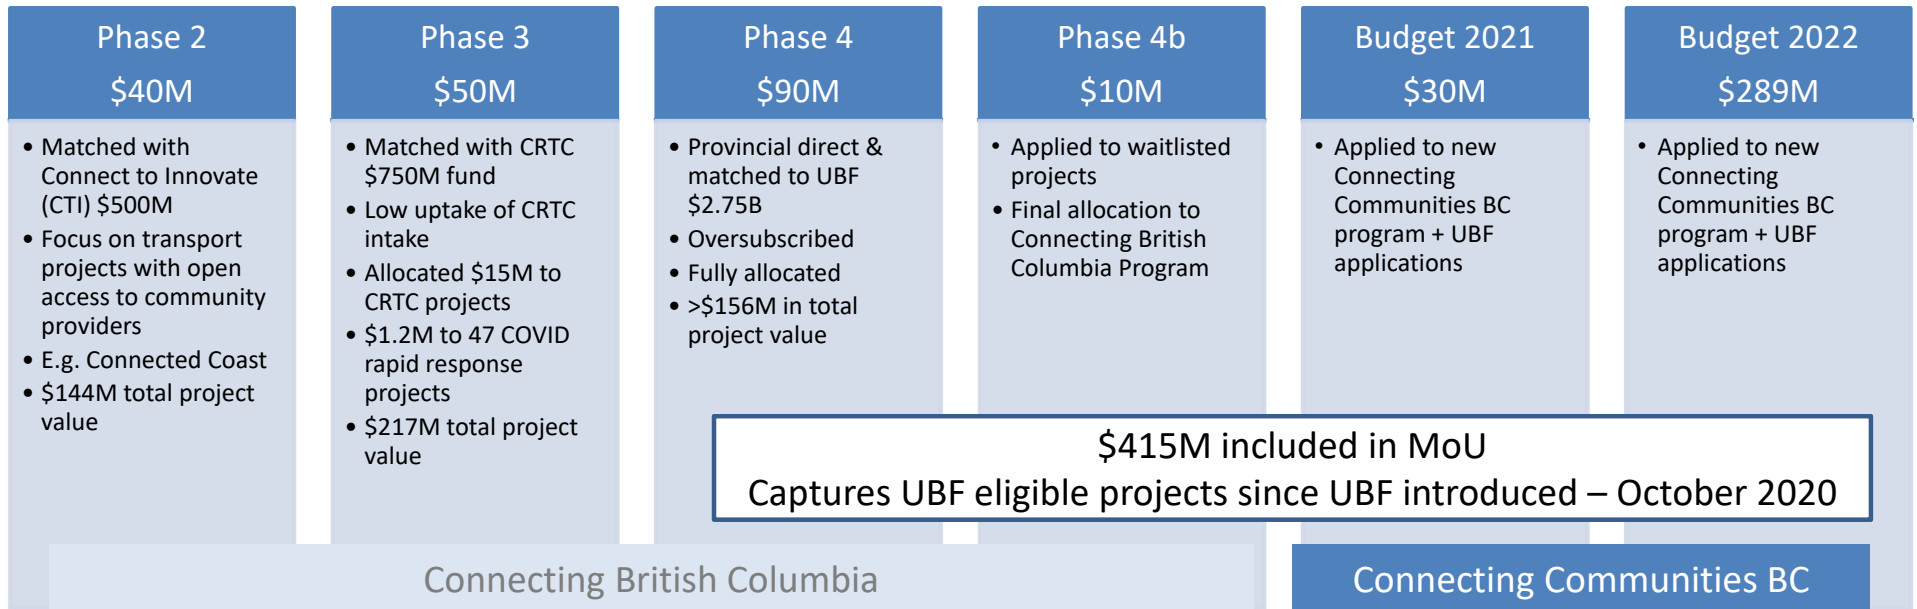 Phase 2
$40M
• Matched with
Connect to Innovate
(CTI) $500M
• Focus on transport
projects with open
access to community
providers
• E.g. Connected Coast
• $144M total project
value
Phase 3
$50M
• Matched with CRTC
$750M fund
• Low uptake of CRTC
intake
• Allocated $15M to
CRTC projects
• $1.2M to 47 COVID
rapid response
projects
• $217M total project
value
Phase 4
$90M
• Provincial direct &
matched to UBF
$2.75B
• Oversubscribed
• Fully allocated
• >$156M in total
project value
Phase 4b
$10M
• Applied to waitlisted
projects
• Final allocation to
Connecting British
Columbia Program
Budget 2021
$30M
• Applied to new
Connecting
Communities BC
program + UBF
applications
Budget 2022
$289M
• Applied to new
Connecting
Communities BC
program + UBF
applications
$415M included in MoU
Captures UBF eligible projects since UBF introduced – October 2020
Connecting British Columbia
Connecting Communities BC